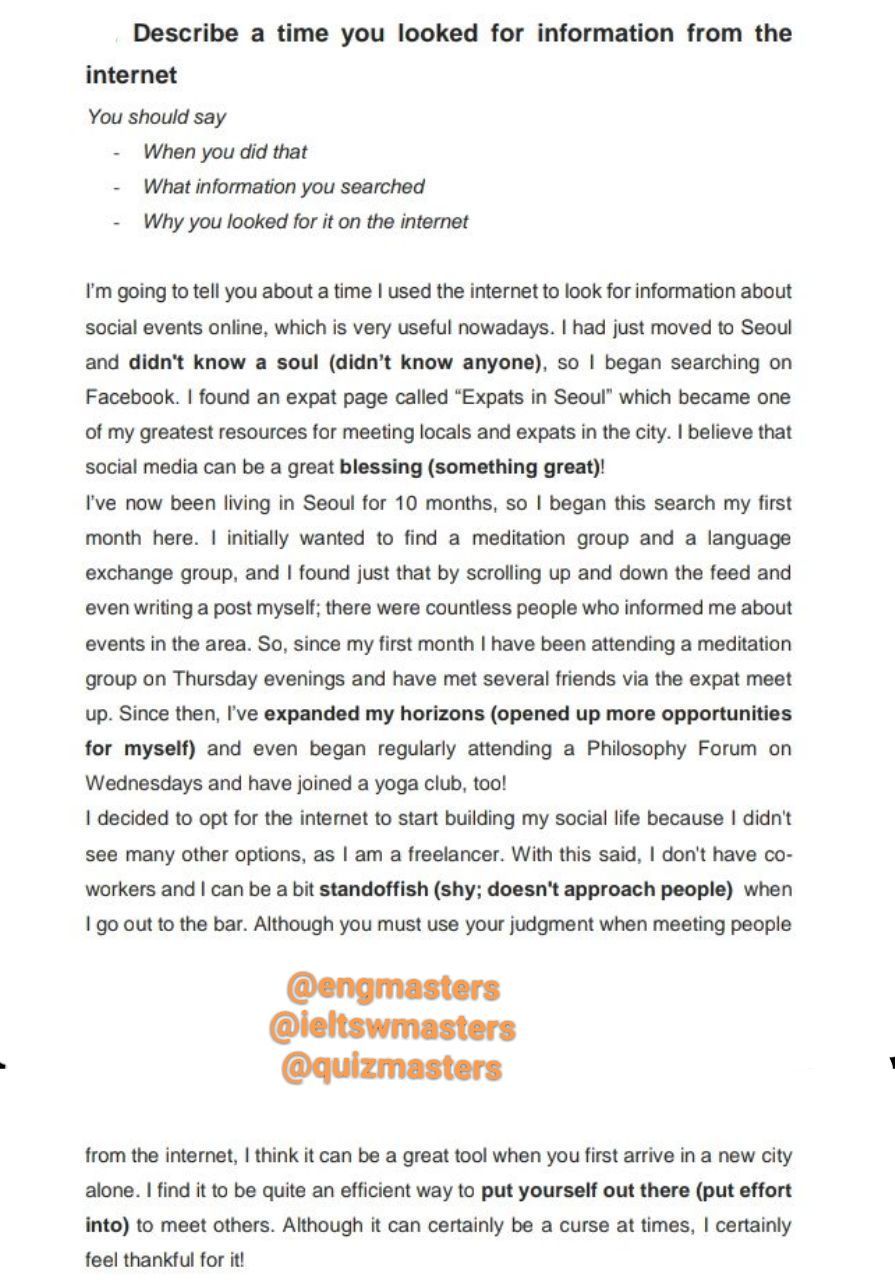 Describe a time you looked for information from the
internet
You should say
- When you did that
- What information you searched
- Why you looked for it on the internet
I'm going to tell you about a time I used the internet to look for information about
social events online, which is very useful nowadays. I had just moved to Seoul
and didn't know a soul (didn't know anyone), so I began searching on
Facebook. I found an expat page called “Expats in Seoul” which became one
of my greatest resources for meeting locals and expats in the city. I believe that
social media can be a great blessing (something great)!
I've now been living in Seoul for 10 months, so I began this search my first
month here. I initially wanted to find a meditation group and a language
exchange group, and I found just that by scrolling up and down the feed and
even writing a post myself; there were countless people who informed me about
events in the area. So, since my first month I have been attending a meditation
group on Thursday evenings and have met several friends via the expat meet
up. Since then, I've expanded my horizons (opened up more opportunities
for myself) and even began regularly attending a Philosophy Forum on
Wednesdays and have joined a yoga club, too!
I decided to opt for the internet to start building my social life because I didn't
see many other options, as I am a freelancer. With this said, I don't have co-
workers and I can be a bit standoffish (shy; doesn't approach people) when
I go out to the bar. Although you must use your judgment when meeting people
@engmasters
@ieltswmasters
@quizmasters
from the internet, I think it can be a great tool when you first arrive in a new city
alone. I find it to be quite an efficient way to put yourself out there (put effort
into) to meet others. Although it can certainly be a curse at times, I certainly
feel thankful for it!